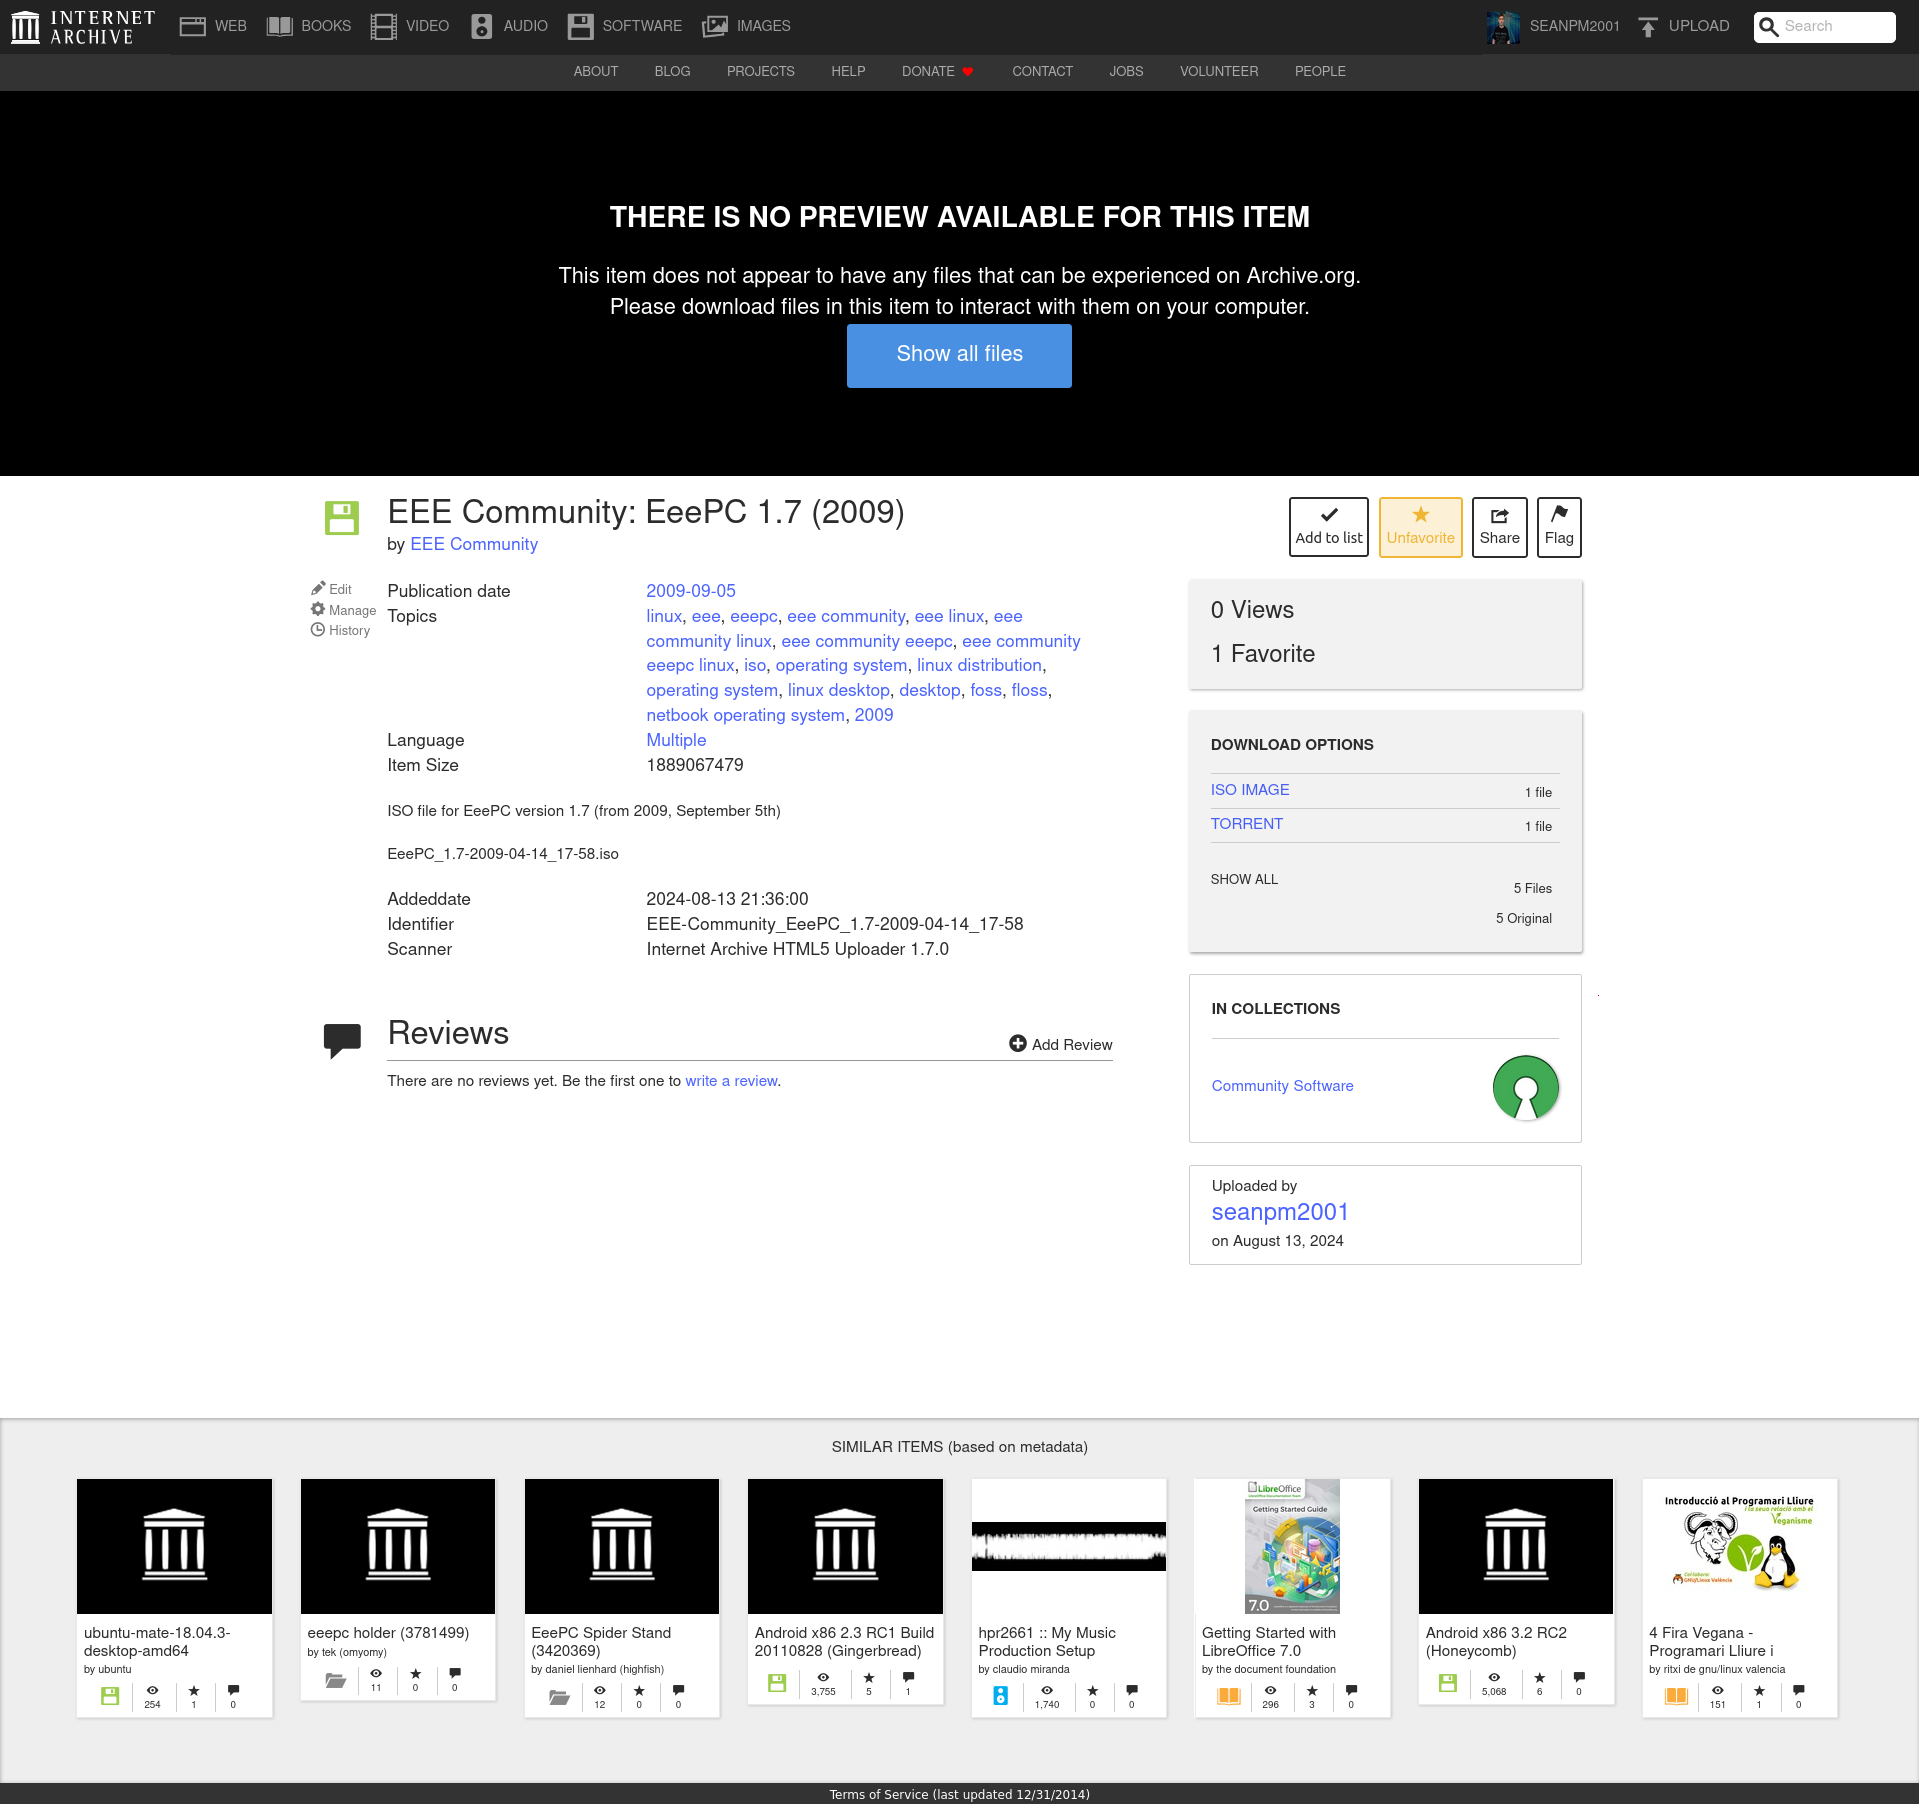 INTERNET ARCHIVE
WEB
BOOKS
VIDEO
AUDIO
SOFTWARE
IMAGES
SEANPM2001
UPLOAD
Search
ABOUT
BLOG
PROJECTS
HELP
DONATE
CONTACT
JOBS
VOLUNTEER
PEOPLE
THERE IS NO PREVIEW AVAILABLE FOR THIS ITEM
This item does not appear to have any files that can be experienced on Archive.org.
Please download files in this item to interact with them on your computer.
Show all files
EEE Community: EeePC 1.7 (2009)
by EEE Community
Add to list
Unfavorite
Share
Flag
Edit
Manage
History
Publication date 2009-09-05
Topics linux, eee, eeepc, eee community, eee linux, eee
community linux, eee community eeepc, eee community
eeepc linux, iso, operating system, linux distribution,
operating system, linux desktop, desktop, foss, floss,
netbook operating system, 2009
Language Multiple
Item Size 1889067479
ISO file for EeePC version 1.7 (from 2009, September 5th)
EeePC_1.7-2009-04-14_17-58.iso
Addeddate 2024-08-13 21:36:00
Identifier EEE-Community_EeePC_1.7-2009-04-14_17-58
Scanner Internet Archive HTML5 Uploader 1.7.0
Reviews
Add Review
There are no reviews yet. Be the first one to write a review.
0 Views
1 Favorite
DOWNLOAD OPTIONS
ISO IMAGE 1 file
TORRENT 1 file
SHOW ALL 5 Files
5 Original
IN COLLECTIONS
Community Software
Uploaded by
seanpm2001
on August 13, 2024
SIMILAR ITEMS (based on metadata)
ubuntu-mate-18.04.3-
desktop-amd64
by ubuntu
254 1 0
eeepc holder (3781499)
by tek (omyomy)
11 0 0
EeePC Spider Stand
(3420369)
by daniel lienhard (highfish)
12 0 0
Android x86 2.3 RC1 Build
20110828 (Gingerbread)
3,755 5 1
hpr2661 :: My Music
Production Setup
by claudio miranda
1,740 0 0
LibreOffice
Getting Started Guide
7.0
Getting Started with
LibreOffice 7.0
by the document foundation
296 3 0
Android x86 3.2 RC2
(Honeycomb)
5,068 6 0
Introducció al Programari Lliure
i la seua relació amb el
Veganisme
Col·labora:
GNU/Linux València
4 Fira Vegana -
Programari Lliure i
by ritxi de gnu/linux valencia
151 1 0
Terms of Service (last updated 12/31/2014)